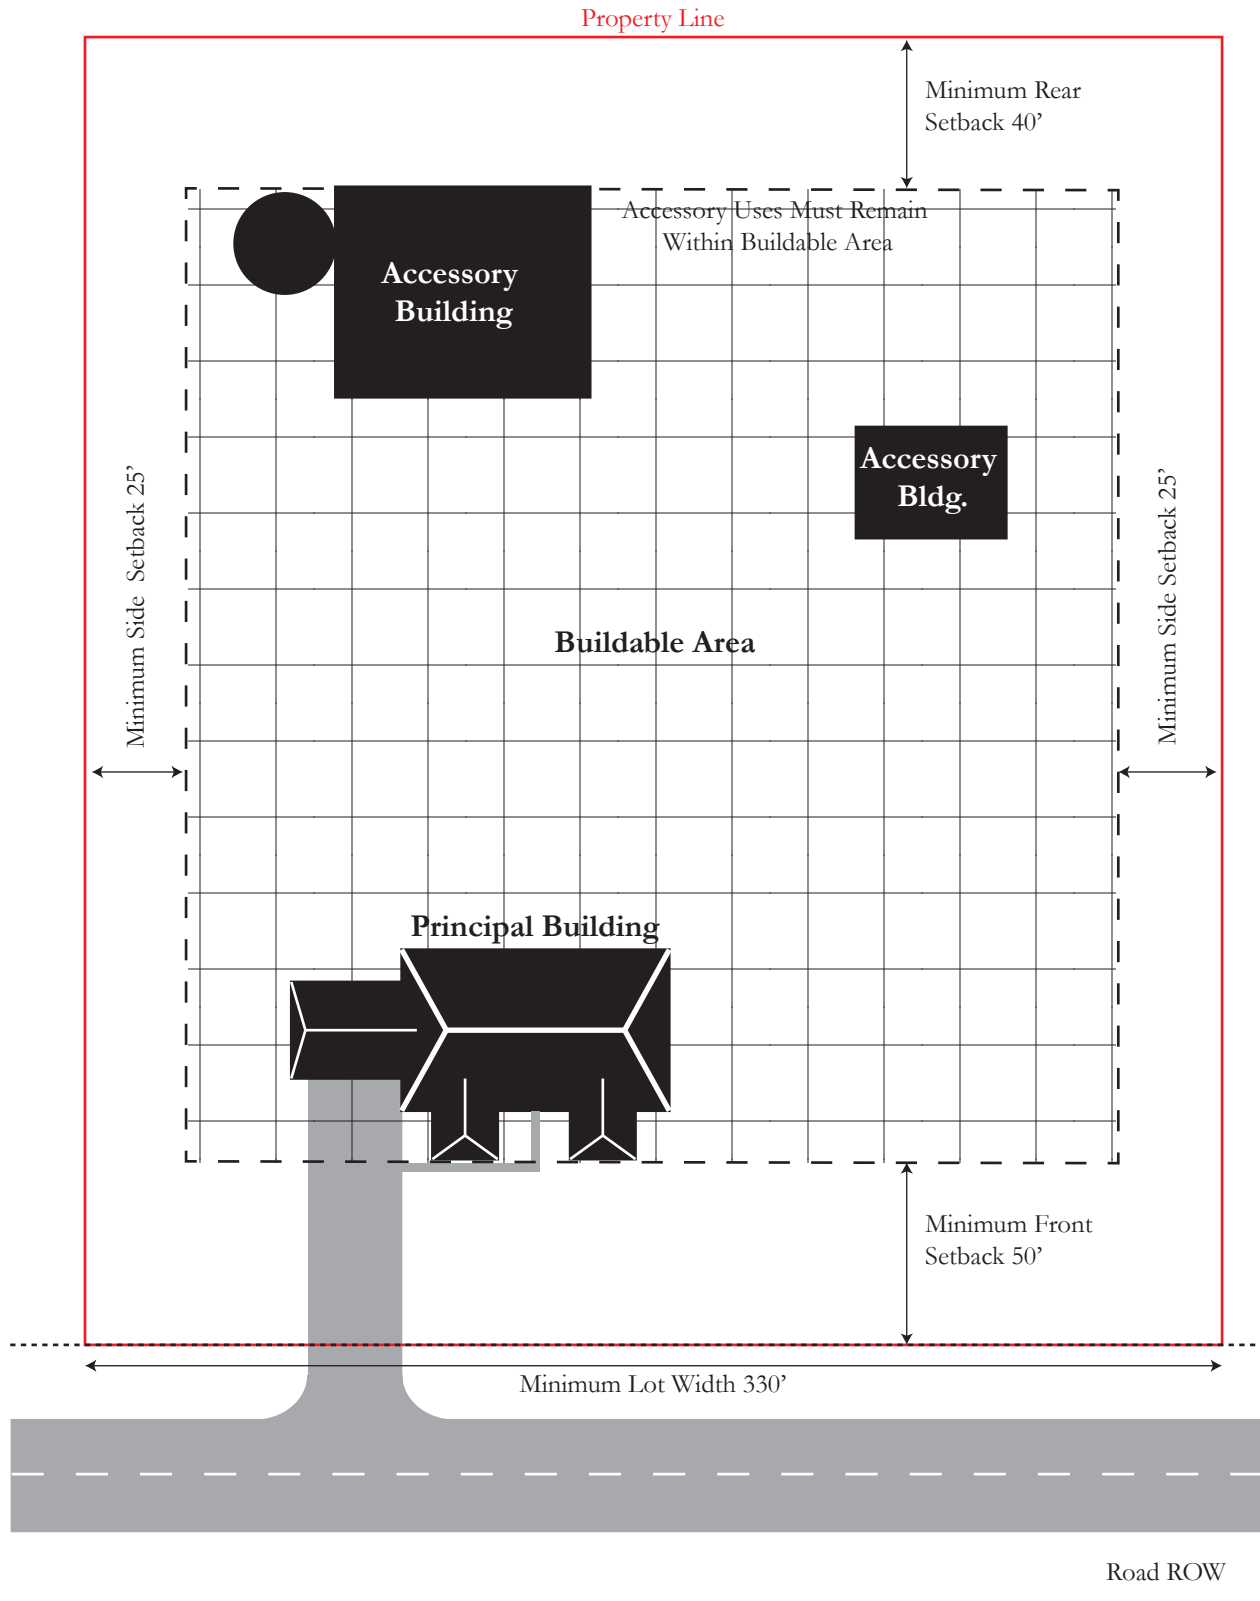 Property Line
Minimum Rear
Setback 40’
Accessory Uses Must Remain
Within Buildable Area
Accessory
Building
Accessory
Bldg.
Minimum Side  Setback 25’
Minimum Side Setback 25’
Buildable Area
Principal Building
Minimum Front
Setback 50’
Minimum Lot Width 330’
Road ROW